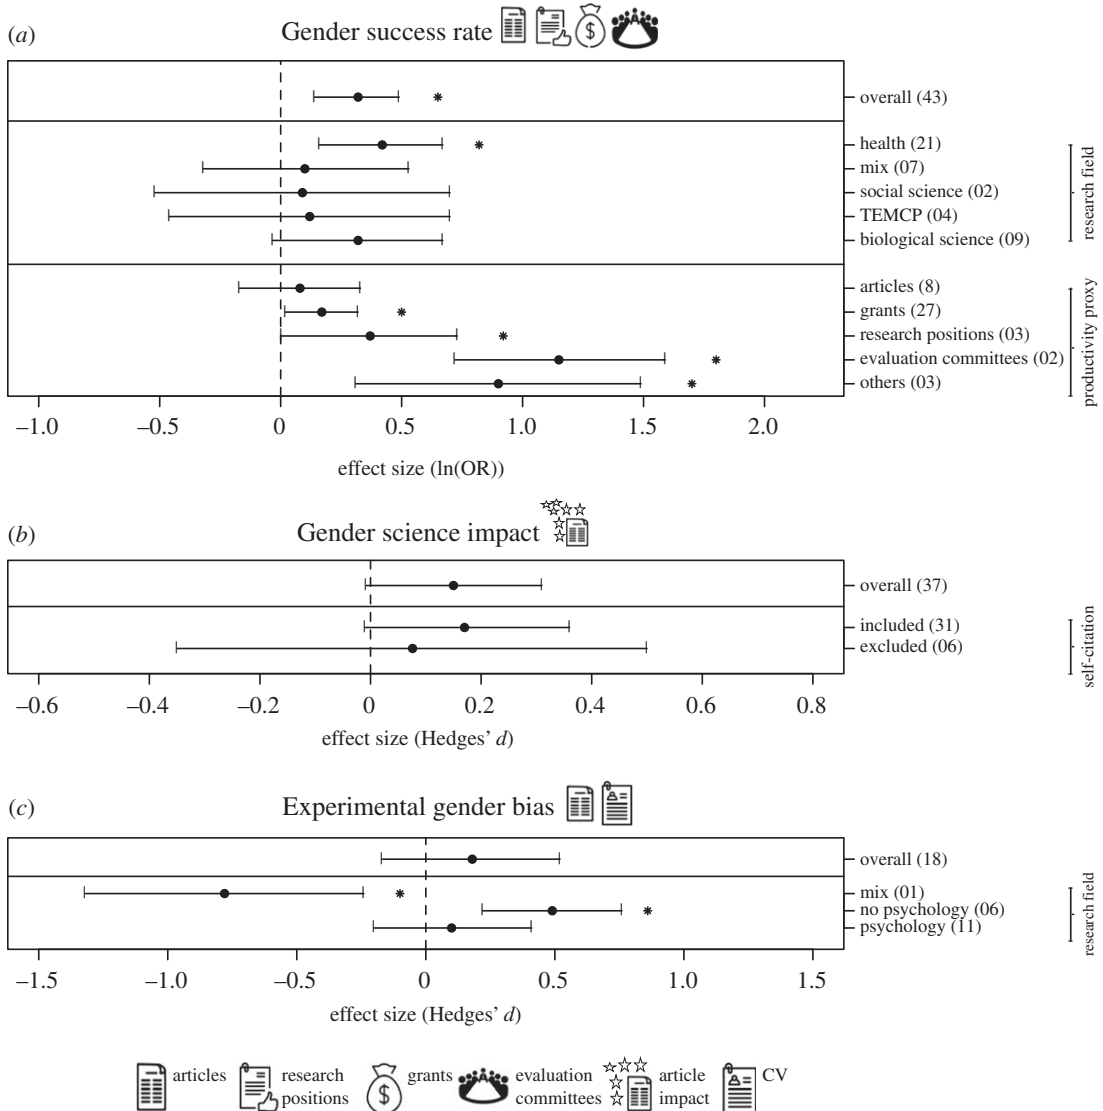 (a)
Gender success rate
overall (43)
health (21)
mix (07)
social science (02)
TEMCP (04)
biological science (09)
research field
articles (8)
grants (27)
research positions (03)
evaluation committees (02)
others (03)
productivity proxy
–1.0 –0.5 0 0.5 1.0 1.5 2.0
effect size (ln(OR))
(b)
Gender science impact
overall (37)
included (31)
excluded (06)
self-citation
–0.6 –0.4 –0.2 0 0.2 0.4 0.6 0.8
effect size (Hedges’ d)
(c)
Experimental gender bias
overall (18)
mix (01)
no psychology (06)
psychology (11)
research field
–1.5 –1.0 –0.5 0 0.5 1.0 1.5
effect size (Hedges’ d)
articles
research
positions
grants
evaluation
committees
article
impact
CV